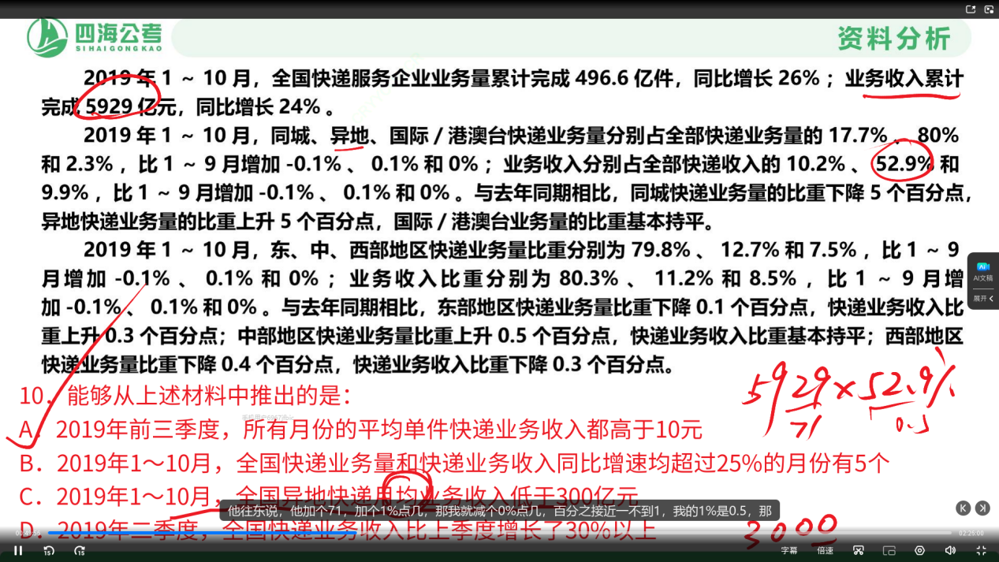 四海公考
SIHAIGONGKAO
资料分析
2019 年 1 ~ 10 月，全国快递服务企业业务量累计完成 496.6 亿件，同比增长 26%；业务收入累计
完成 5929 亿元，同比增长 24%。
2019 年 1 ~ 10 月，同城、异地、国际 / 港澳台快递业务量分别占全部快递业务量的 17.7% 、 80%
和 2.3% ，比 1 ~ 9 月增加 -0.1% 、 0.1% 和 0% ；业务收入分别占全部快递收入的 10.2% 、 52.9% 和
9.9% ，比 1 ~ 9 月增加 -0.1% 、 0.1% 和 0% 。与去年同期相比，同城快递业务量的比重下降 5 个百分点，
异地快递业务量的比重上升 5 个百分点，国际 / 港澳台业务量的比重基本持平。
2019 年 1 ~ 10 月，东、中、西部地区快递业务量比重分别为 79.8% 、 12.7% 和 7.5% ，比 1 ~ 9
月增加 -0.1% 、 0.1% 和 0% ；业务收入比重分别为 80.3% 、 11.2% 和 8.5% ，比 1 ~ 9 月增
加 -0.1% 、 0.1% 和 0% 。与去年同期相比，东部地区快递业务量比重下降 0.1 个百分点，快递业务收入比
重上升 0.3 个百分点；中部地区快递业务量比重上升 0.5 个百分点，快递业务收入比重基本持平；西部地区
快递业务量比重下降 0.4 个百分点，快递业务收入比重下降 0.3 个百分点。
AI文稿
展开
5929×52.9%
71 0.5
10．能够从上述材料中推出的是：
A．2019年前三季度，所有月份的平均单件快递业务收入都高于10元
B．2019年1～10月，全国快递业务量和快递业务收入同比增速均超过25%的月份有5个
C．2019年1～10月，全国异地快递月均业务收入低于300亿元
他往东说，他加个71，加个1%点几，那我就减个0%点几，百分之接近一不到1，我的1%是0.5，那
D．2019年二季度，全国快递业务收入比上季度增长了30%以上
3000
00:49:56
02:26:00
15
15
字幕
倍速